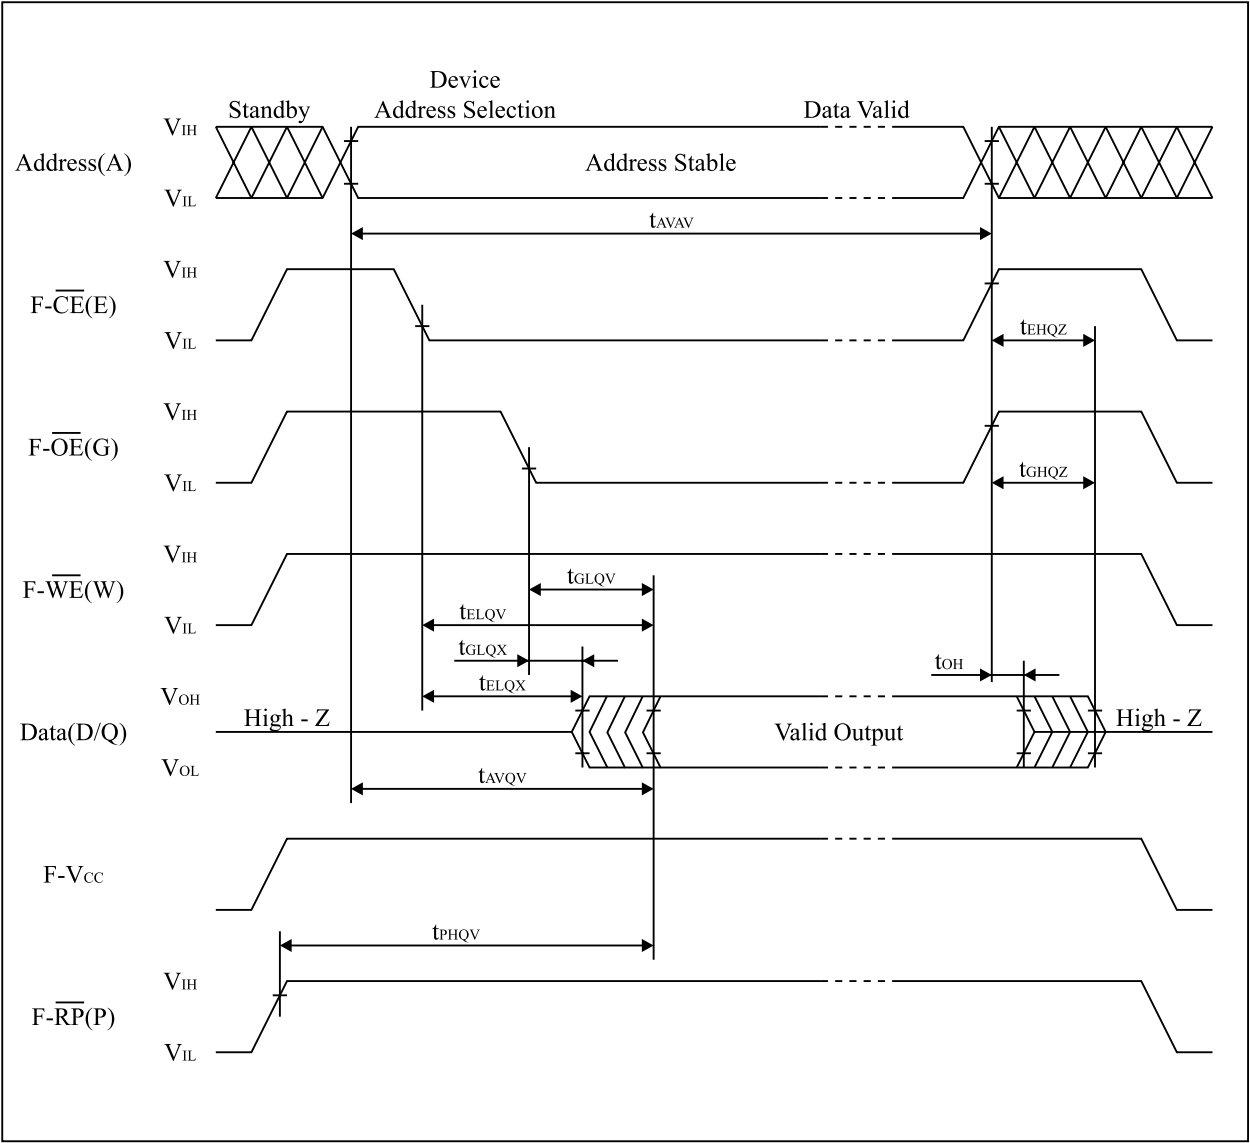 Device
Standby Address Selection Data Valid
VIH
Address(A) Address Stable
VIL
tAVAV
VIH
F-CE(E)
tEHQZ
VIL
VIH
F-OE(G)
tGHQZ
VIL
VIH
tGLQV
F-WE(W)
tELQV
VIL
tGLQX
tOH
tELQX
VOH
High - Z High - Z
Data(D/Q) Valid Output
VOL
tAVQV
F-VCC
tPHQV
VIH
F-RP(P)
VIL